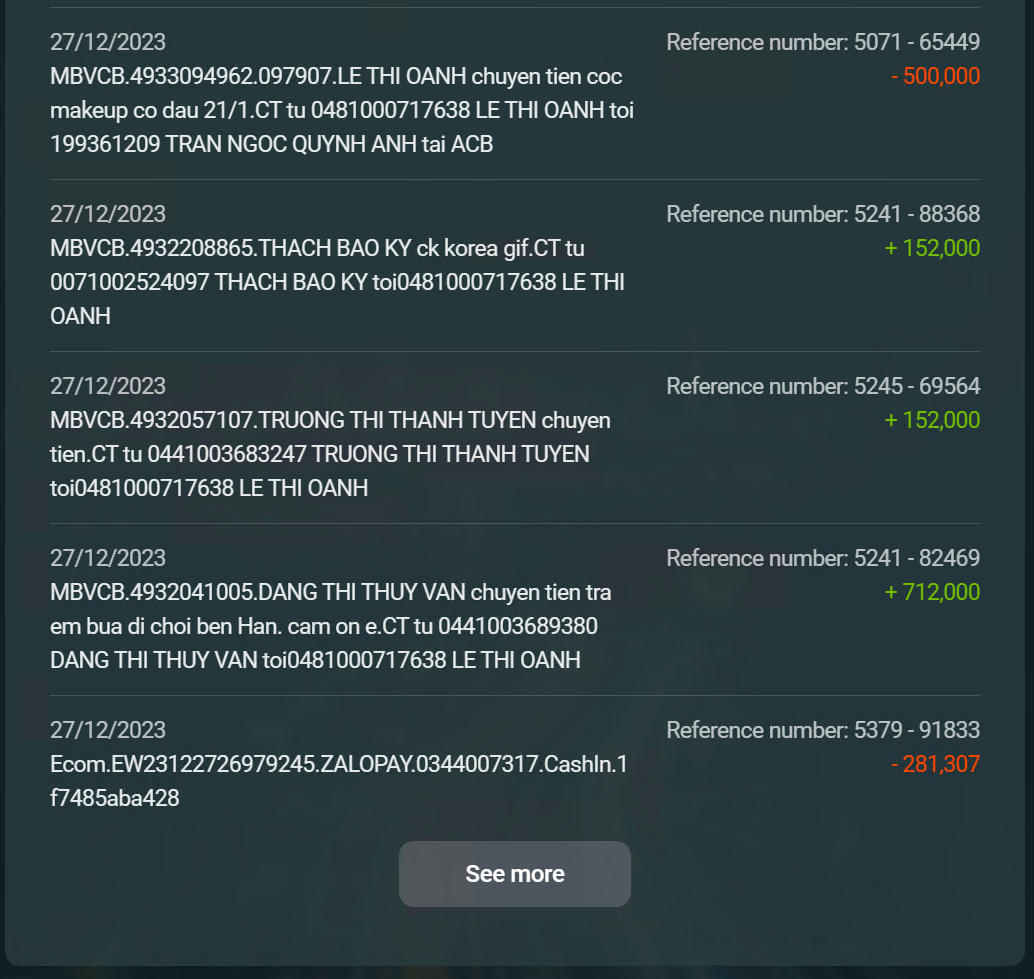 27/12/2023
Reference number: 5071 - 65449
MBVCB.4933094962.097907.LE THI OANH chuyen tien coc
- 500,000
makeup co dau 21/1.CT tu 0481000717638 LE THI OANH toi
199361209 TRAN NGOC QUYNH ANH tai ACB
27/12/2023
Reference number: 5241 - 88368
MBVCB.4932208865.THACH BAO KY ck korea gif.CT tu
+ 152,000
0071002524097 THACH BAO KY toi0481000717638 LE THI
OANH
27/12/2023
Reference number: 5245 - 69564
MBVCB.4932057107.TRUONG THI THANH TUYEN chuyen
+ 152,000
tien.CT tu 0441003683247 TRUONG THI THANH TUYEN
toi0481000717638 LE THI OANH
27/12/2023
Reference number: 5241 - 82469
MBVCB.4932041005.DANG THI THUY VAN chuyen tien tra
+ 712,000
em bua di choi ben Han. cam on e.CT tu 0441003689380
DANG THI THUY VAN toi0481000717638 LE THI OANH
27/12/2023
Reference number: 5379 - 91833
Ecom.EW23122726979245.ZALOPAY.0344007317.CashIn.1
- 281,307
f7485aba428
See more